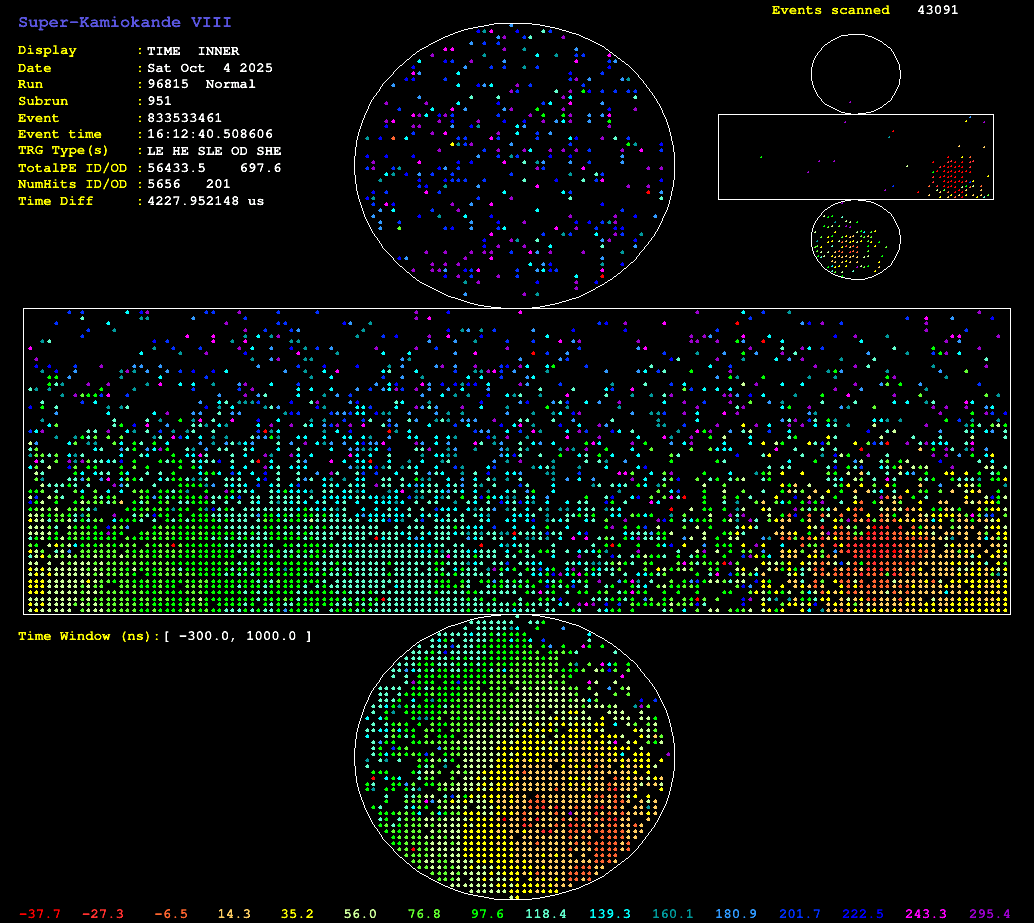 Super-Kamiokande VIII
Events scanned 43091
Display : TIME INNER
Date : Sat Oct 4 2025
Run : 96815 Normal
Subrun : 951
Event : 833533461
Event time : 16:12:40.508606
TRG Type(s) : LE HE SLE OD SHE
TotalPE ID/OD : 56433.5 697.6
NumHits ID/OD : 5656 201
Time Diff : 4227.952148 us
Time Window (ns):[ -300.0, 1000.0 ]
-37.7 -27.3 -6.5 14.3 35.2 56.0 76.8 97.6 118.4 139.3 160.1 180.9 201.7 222.5 243.3 295.4